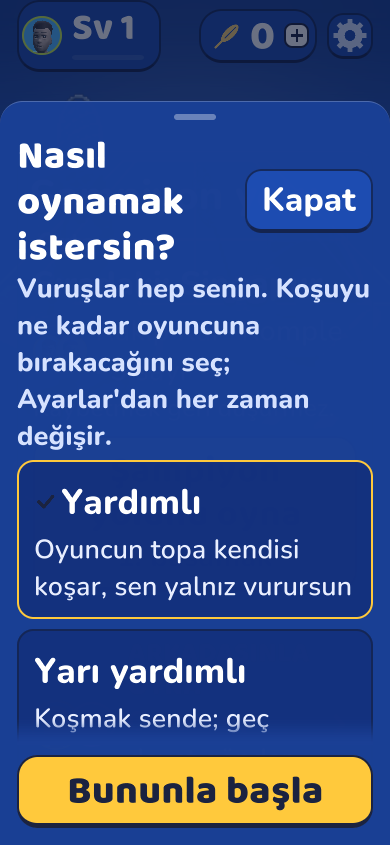 Sv 1
0
Nasıl
oynamak
istersin?
Kapat
Vuruşlar hep senin. Koşuyu
ne kadar oyuncuna
bırakacağını seç;
Ayarlar'dan her zaman
değişir.
Yardımlı
Oyuncun topa kendisi
koşar, sen yalnız vurursun
Yarı yardımlı
Koşmak sende; geç
Bununla başla